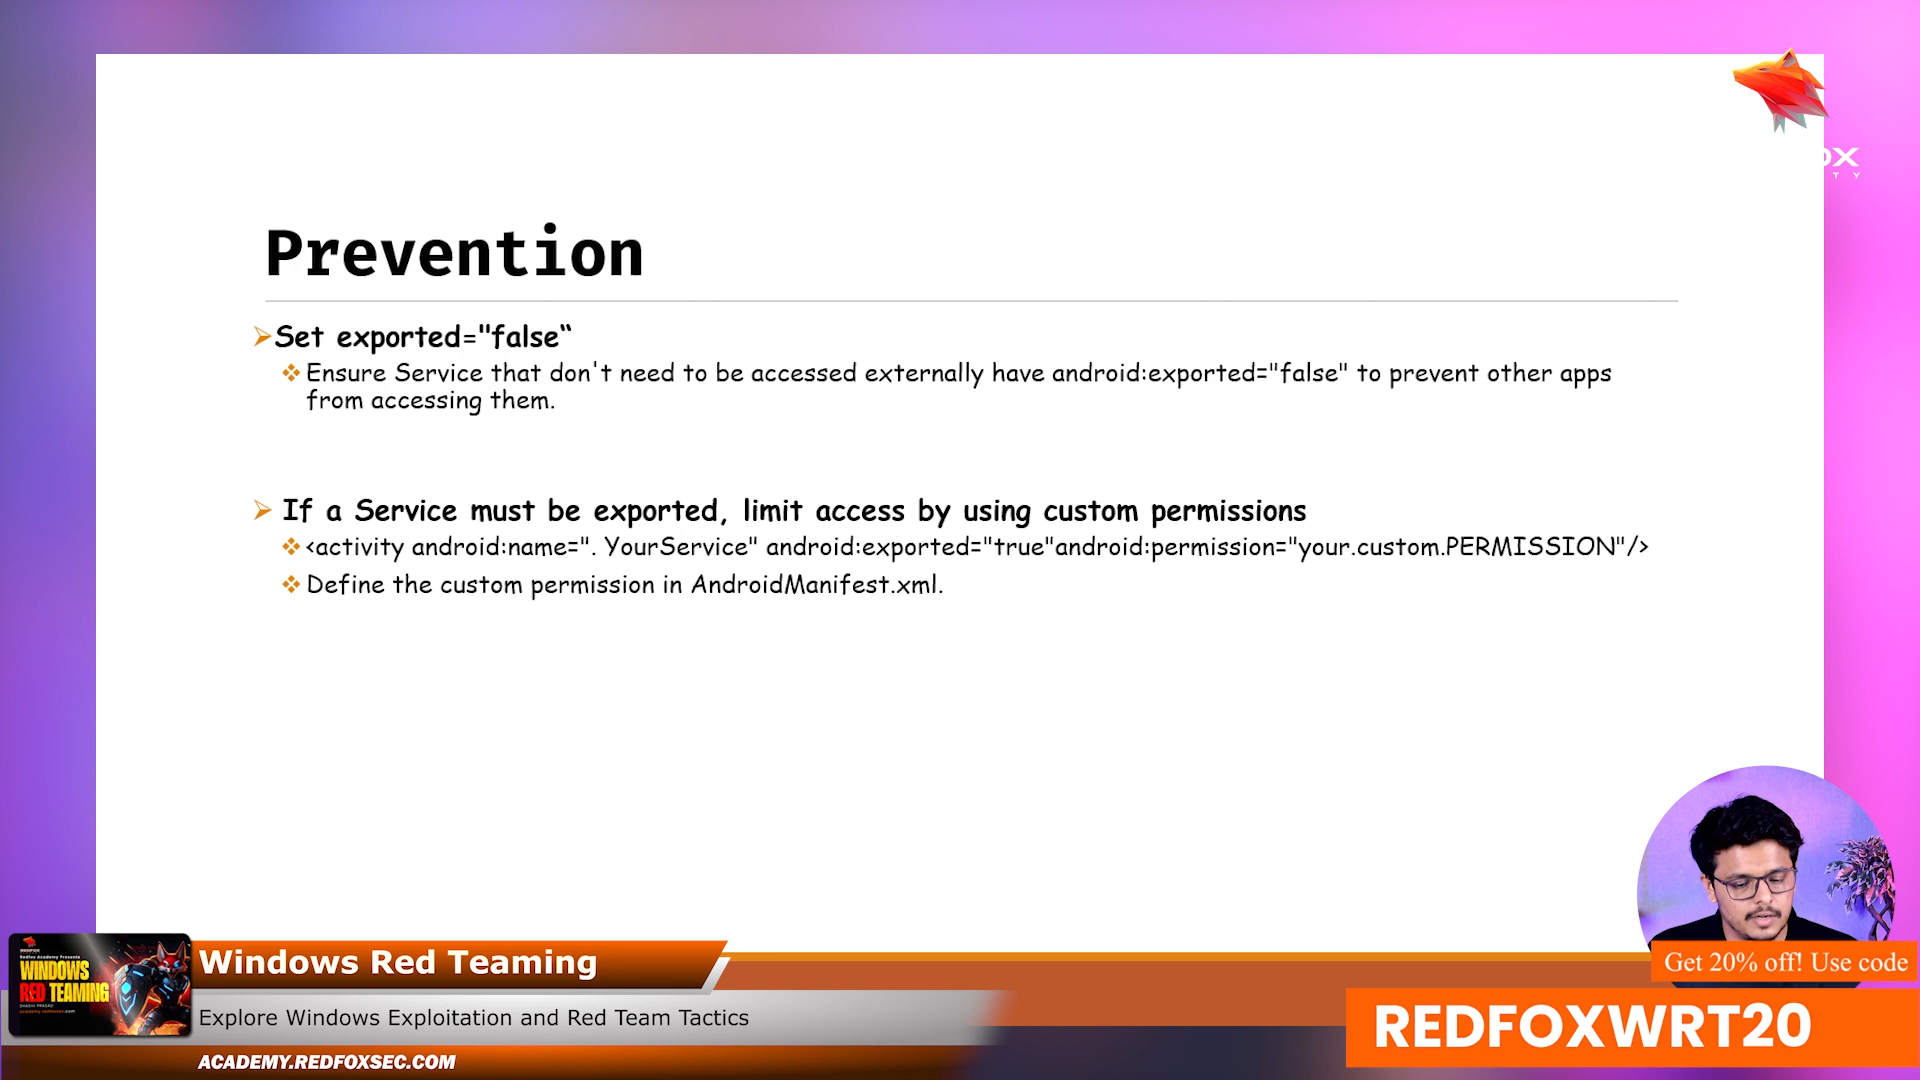 OX
T Y
Prevention
➢Set exported="false“
❖Ensure Service that don't need to be accessed externally have android:exported="false" to prevent other apps
from accessing them.
➢ If a Service must be exported, limit access by using custom permissions
❖<activity android:name=". YourService" android:exported="true"android:permission="your.custom.PERMISSION"/>
❖Define the custom permission in AndroidManifest.xml.
Redfox Academy Presents
WINDOWS
RED TEAMING
Windows Red Teaming
Explore Windows Exploitation and Red Team Tactics
ACADEMY.REDFOXSEC.COM
Get 20% off! Use code
REDFOXWRT20